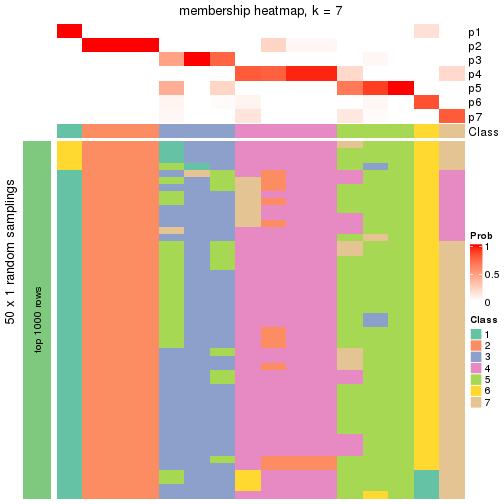 membership heatmap, k = 7
p1
p2
p3
p4
p5
p6
p7
Class
50 x 1 random samplings
top 1000 rows
Prob
1
0.5
0
Class
1
2
3
4
5
6
7